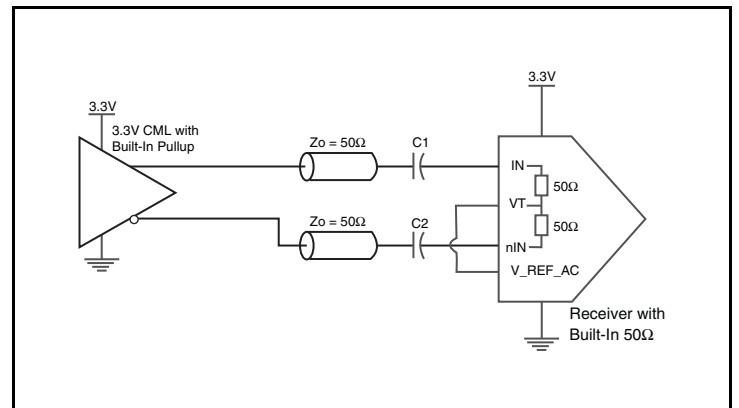 3.3V
3.3V
3.3V CML with
Built-In Pullup
Zo = 50Ω
C1
IN
50Ω
VT
Zo = 50Ω
C2
50Ω
nIN
V_REF_AC
Receiver with
Built-In 50Ω